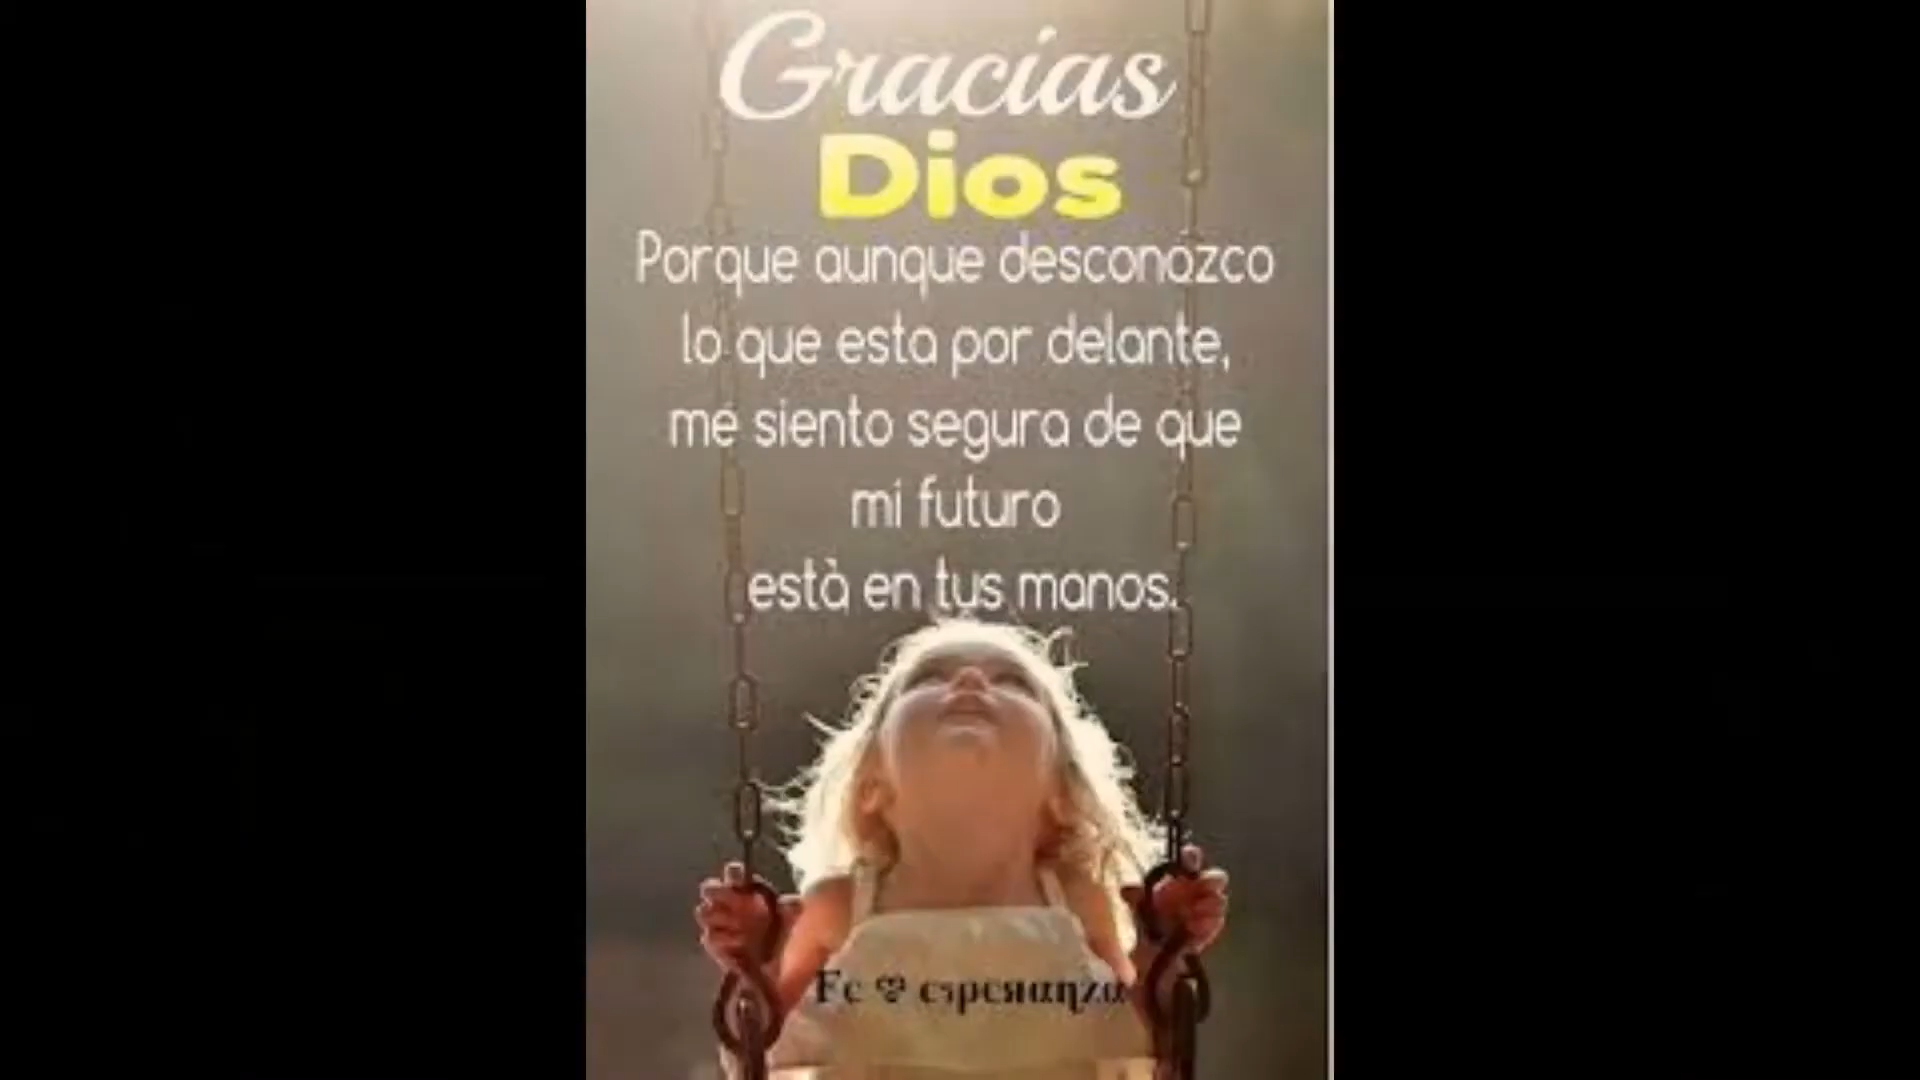 Gracias
Dios
Porque aunque desconozco
lo que esta por delante,
me siento segura de que
mi futuro
està en tus manos.
Fe esperanza